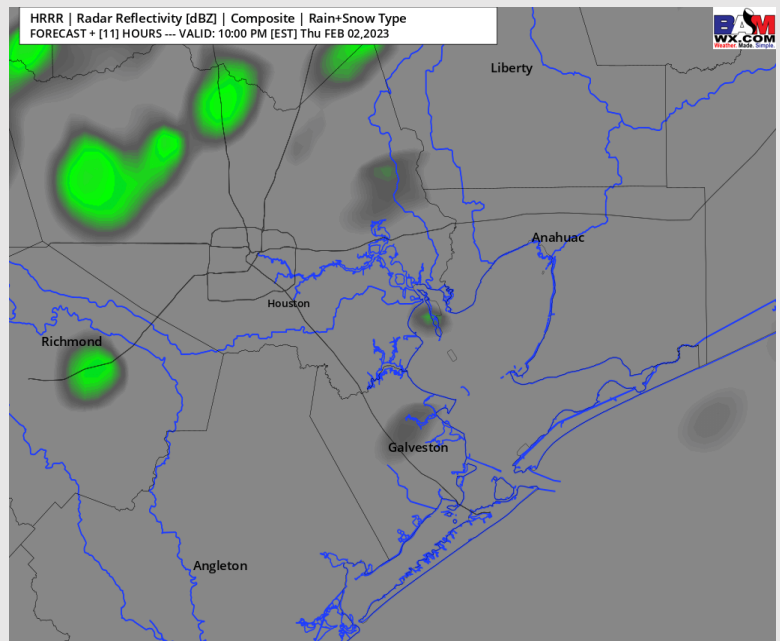 HRRR | Radar Reflectivity [dBZ] | Composite | Rain+Snow Type
FORECAST + [11] HOURS --- VALID: 10:00 PM [EST] Thu FEB 02,2023
BAM
WX.COM
Weather. Made. Simple.
Liberty
Anahuac
Houston
Richmond
Galveston
Angleton